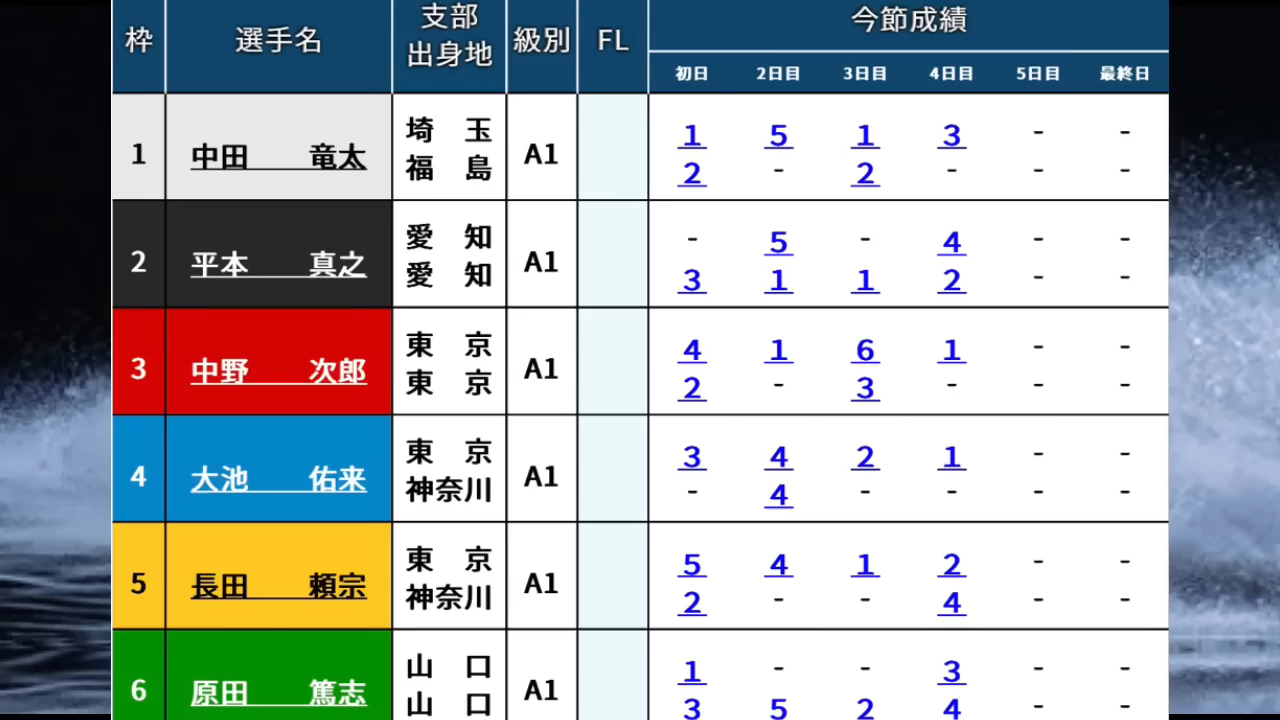 枠 選手名 支部 出身地 級別 FL 今節成績
初日 2日目 3日目 4日目 5日目 最終日
1 中田 竜太 埼玉 A1 1 5 1 3 - -
福島 2 - 2 - - -
2 平本 真之 愛知 A1 - 5 - 4 - -
愛知 3 1 1 2 - -
3 中野 次郎 東京 A1 4 1 6 1 - -
東京 2 - 3 - - -
4 大池 佑来 東京 A1 3 4 2 1 - -
神奈川 - 4 - - - -
5 長田 頼宗 東京 A1 5 4 1 2 - -
神奈川 2 - - 4 - -
6 原田 篤志 山口 A1 1 - - 3 - -
山口 3 5 2 4 - -